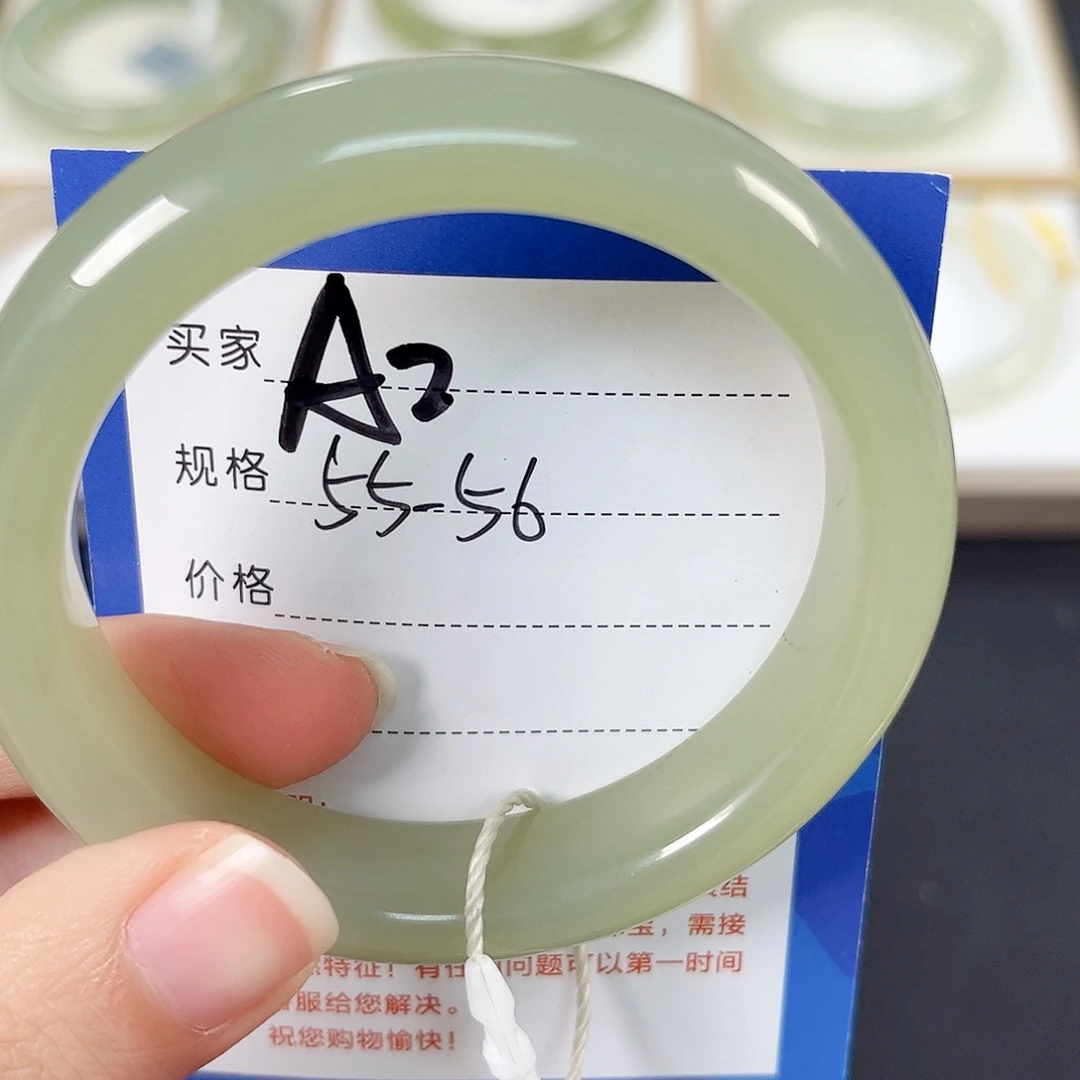 买家 A2
规格 55-56
价格
结
宝，需接
特征！有任 问题可以第一时间
服给您解决。
祝您购物愉快！